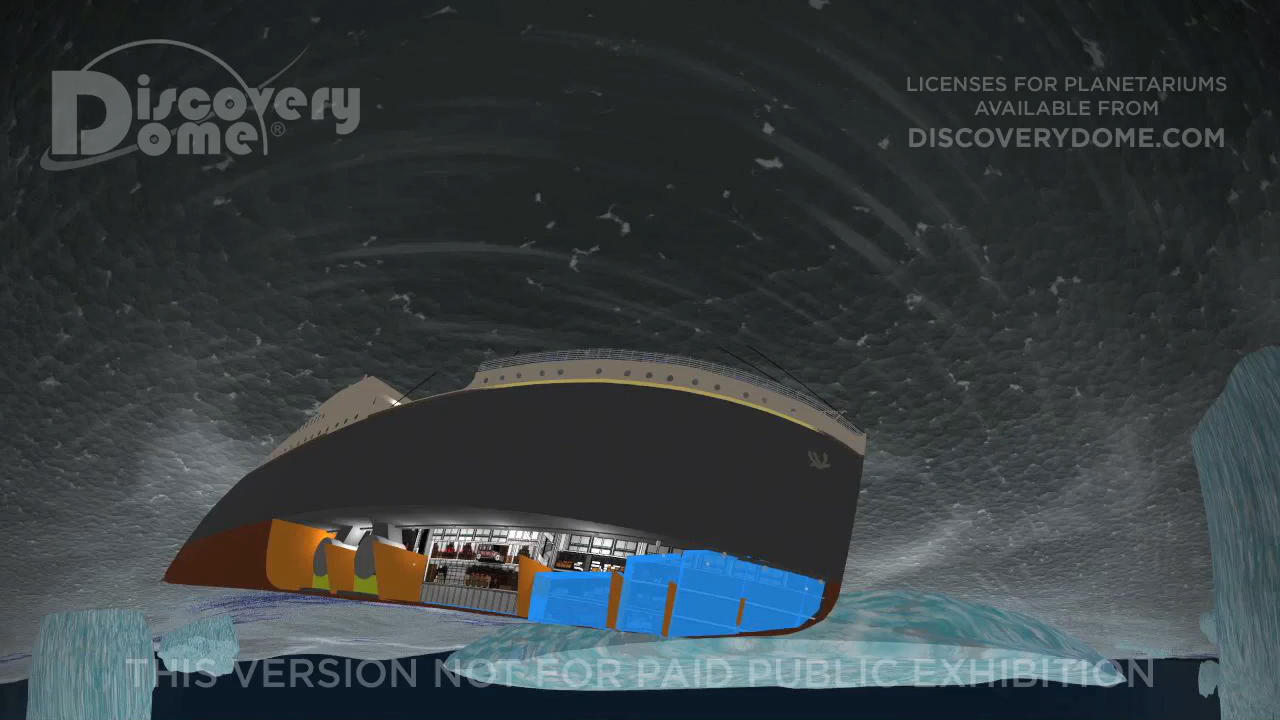 Discovery
Dome®
LICENSES FOR PLANETARIUMS
AVAILABLE FROM
DISCOVERYDOME.COM
THIS VERSION NOT FOR PAID PUBLIC EXHIBITION